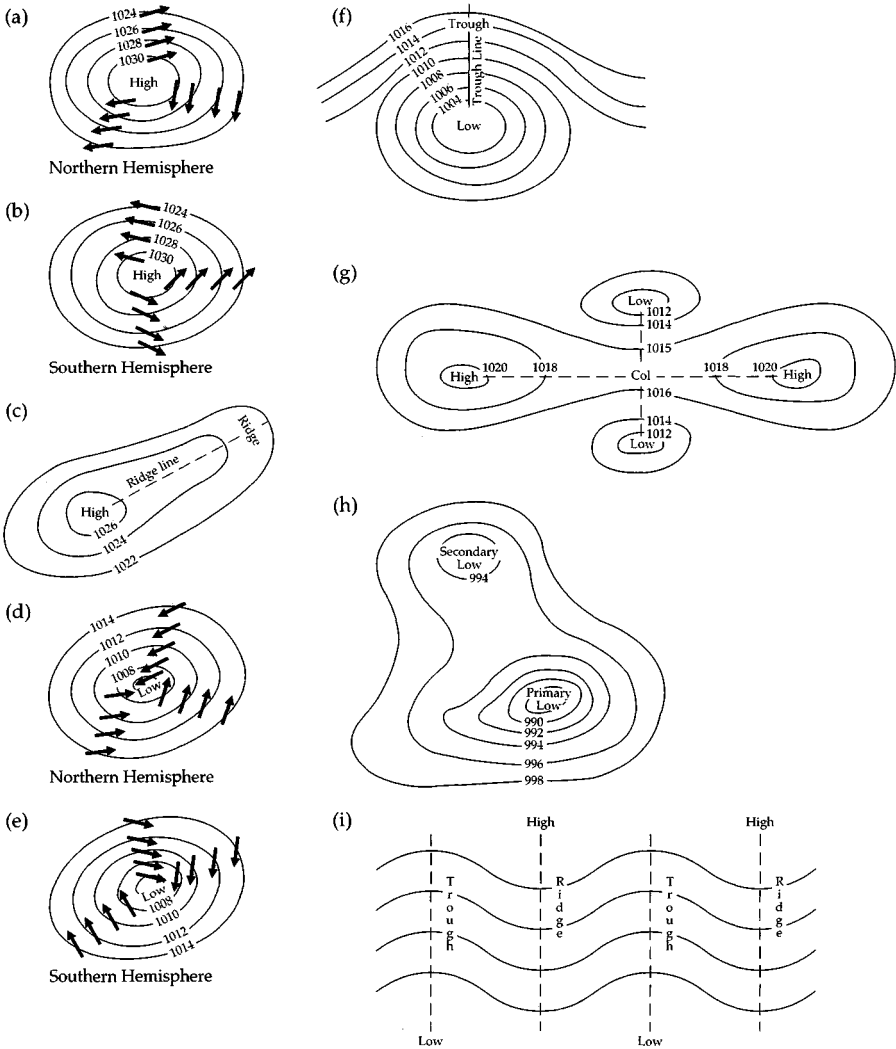 (a)
1024
1026
1028
1030
High
Northern Hemisphere
(b)
1024
1026
1028
1030
High
Southern Hemisphere
(c)
Ridge
Ridge line
High
1026
1024
1022
(d)
1014
1012
1010
1008
Low
Northern Hemisphere
(e)
Low
1008
1010
1012
1014
Southern Hemisphere
(f)
1016
1014
1012
1010
1008
1006
1004
Trough
Trough Line
Low
(g)
Low
1012
1014
1015
High 1020 1018 Col 1018 1020 High
1016
1014
1012
Low
(h)
Secondary
Low
994
Primary
Low
990
992
994
996
998
(i)
High High
Trough Ridge Trough Ridge
Low Low